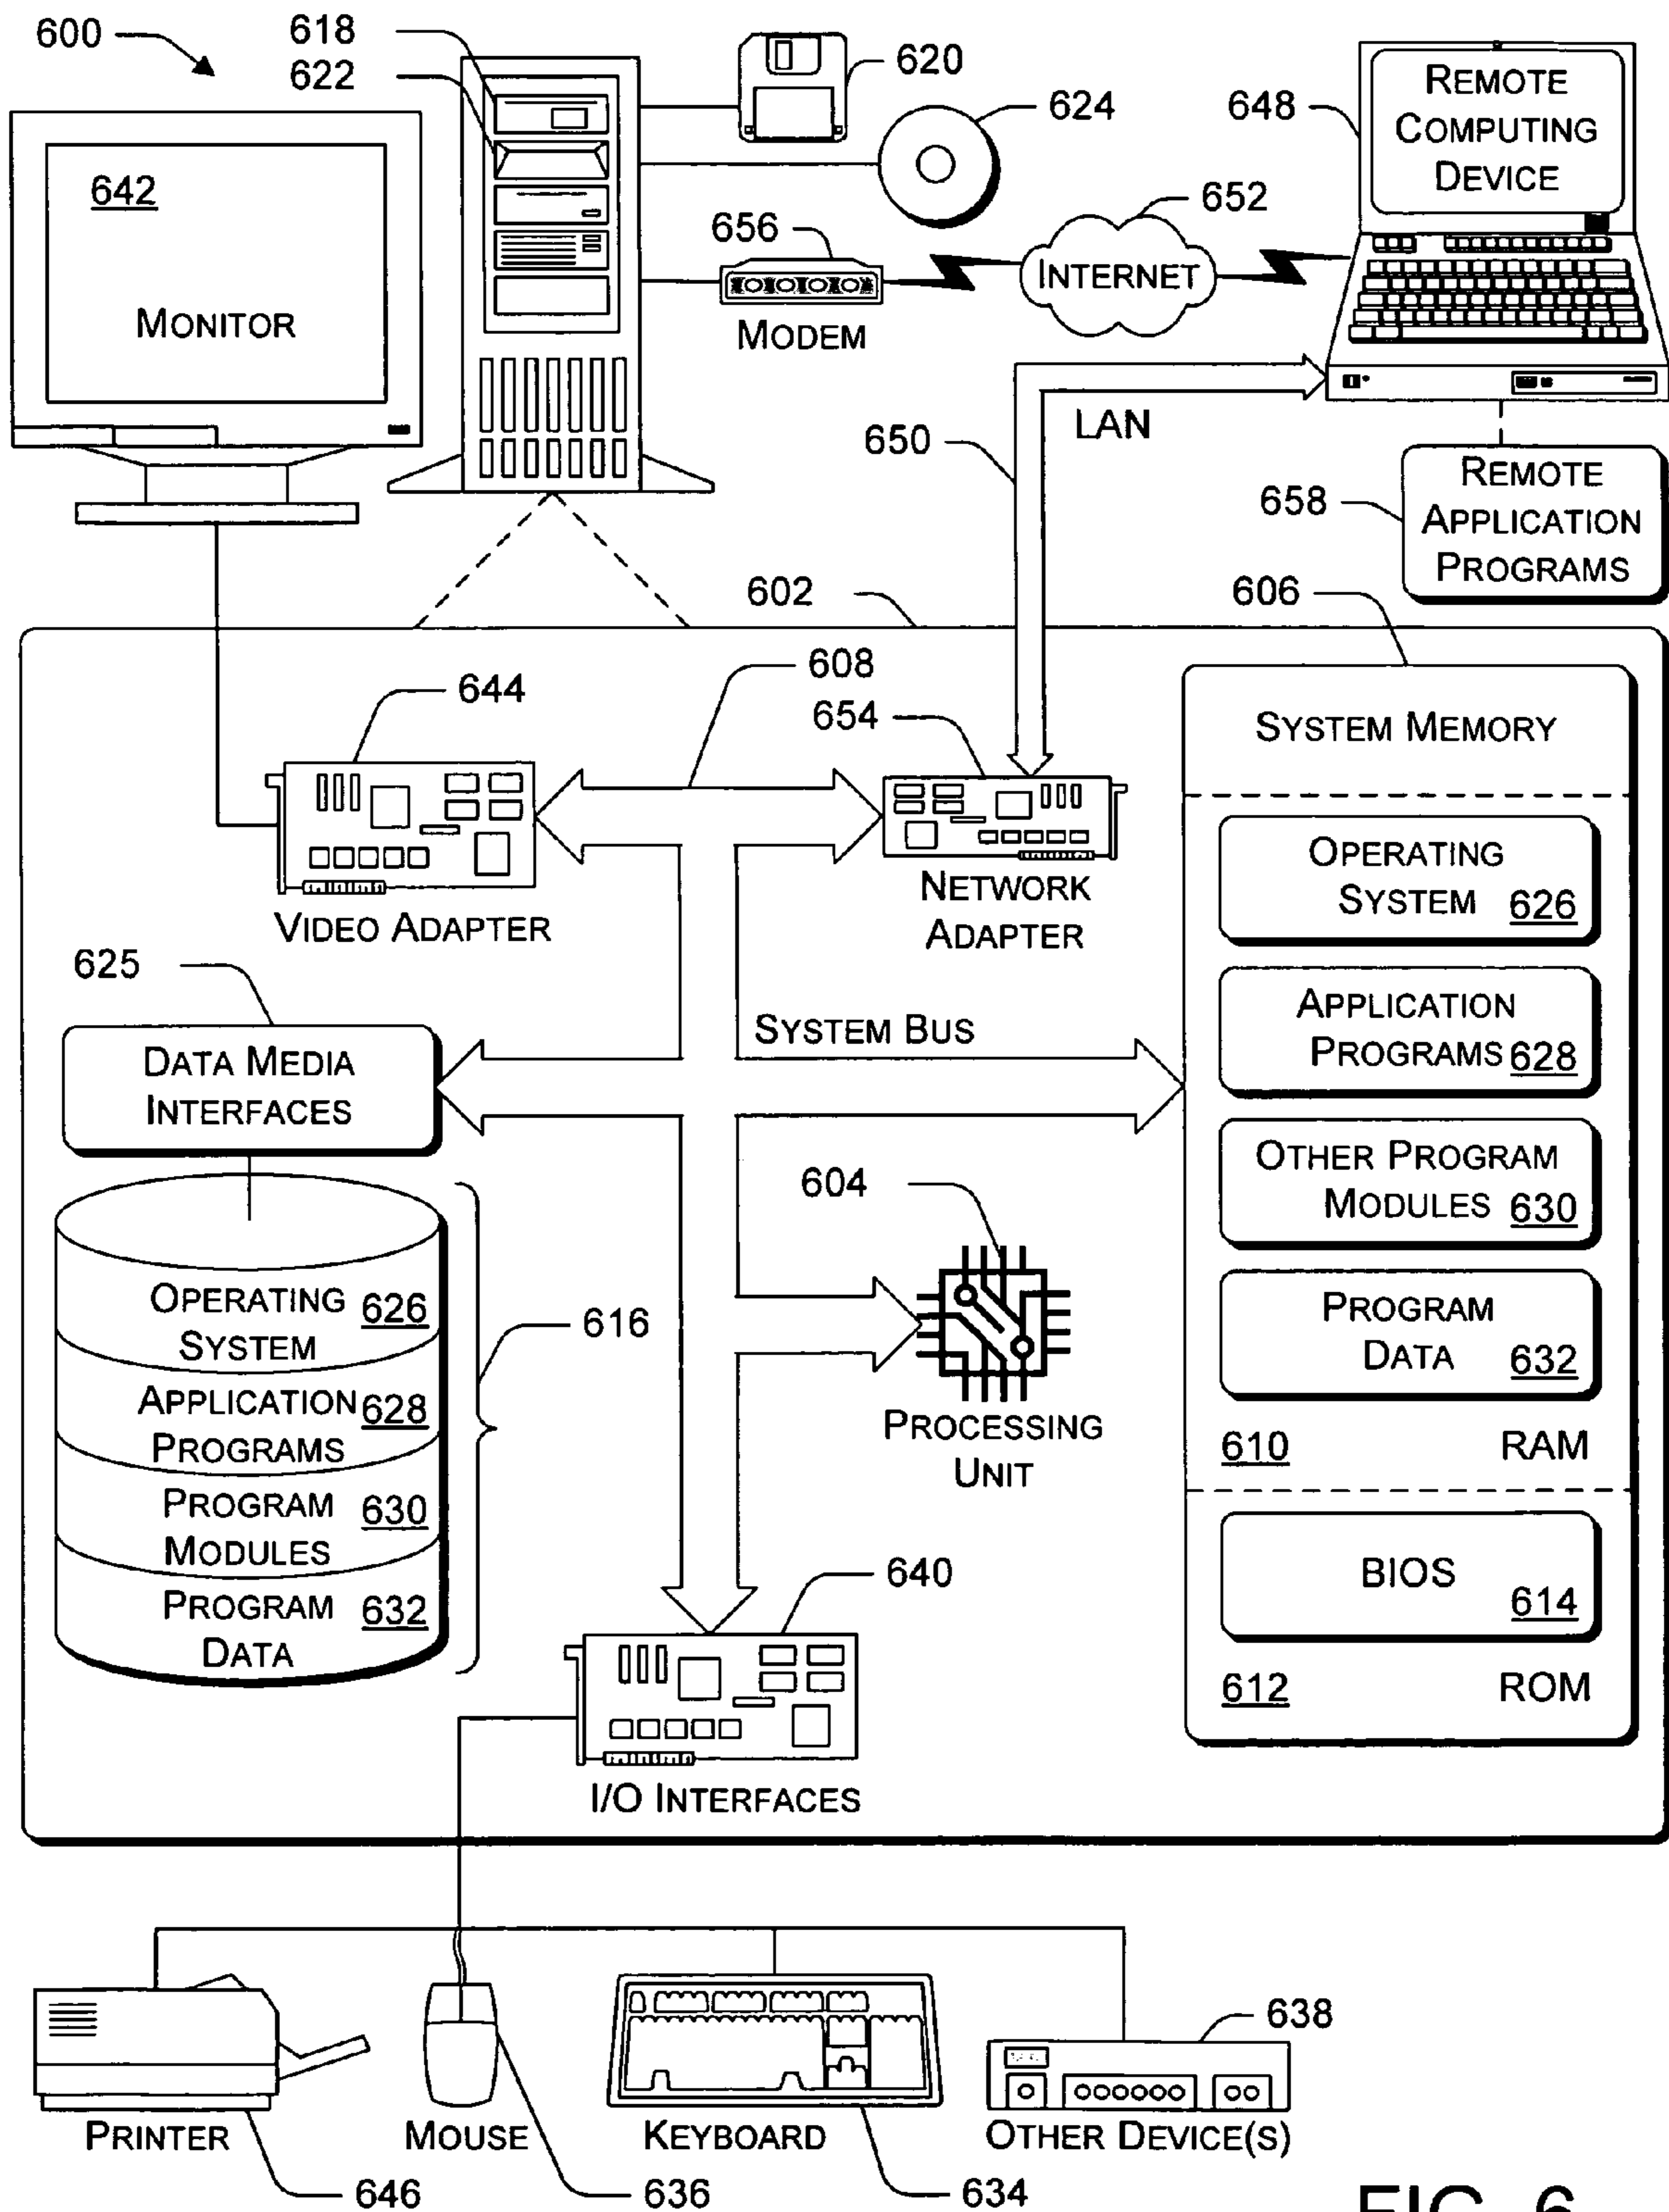 600
618
622
620
624
648
REMOTE
COMPUTING
DEVICE
642
MONITOR
656
MODEM
652
INTERNET
LAN
650
658
REMOTE
APPLICATION
PROGRAMS
602
606
608
644
654
VIDEO ADAPTER
NETWORK
ADAPTER
SYSTEM MEMORY
OPERATING
SYSTEM 626
APPLICATION
PROGRAMS 628
OTHER PROGRAM
MODULES 630
PROGRAM
DATA 632
610 RAM
BIOS
614
612 ROM
625
DATA MEDIA
INTERFACES
SYSTEM BUS
604
PROCESSING
UNIT
OPERATING 626
SYSTEM
APPLICATION 628
PROGRAMS
PROGRAM 630
MODULES
PROGRAM 632
DATA
616
640
I/O INTERFACES
PRINTER
646
MOUSE
636
KEYBOARD
634
638
OTHER DEVICE(S)
FIG. 6